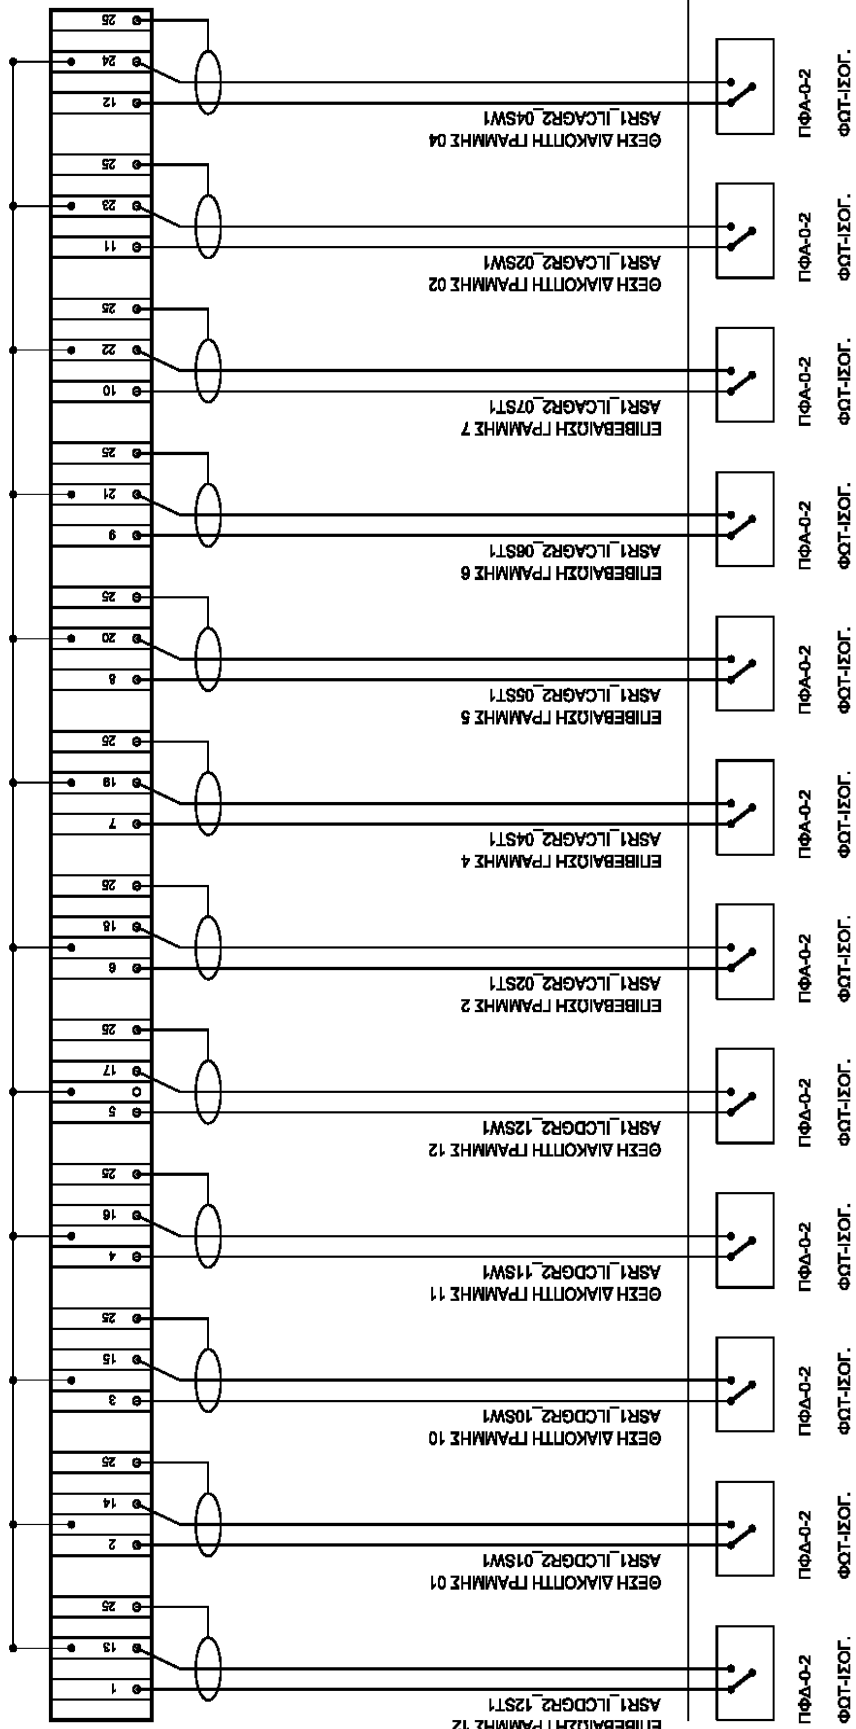 ΕΠΙΒΕΒΑΙΩΣΗ ΓΡΑΜΜΗΣ 12
ASR1_ILCDGR2_12ST1
ΠΦΔ-0-2
ΦΩΤ-ΙΣΟΓ.
1
13
25
ΘΕΣΗ ΔΙΑΚΟΠΤΗ ΓΡΑΜΜΗΣ 01
ASR1_ILCDGR2_01SW1
ΠΦΔ-0-2
ΦΩΤ-ΙΣΟΓ.
2
14
25
ΘΕΣΗ ΔΙΑΚΟΠΤΗ ΓΡΑΜΜΗΣ 10
ASR1_ILCDGR2_10SW1
ΠΦΔ-0-2
ΦΩΤ-ΙΣΟΓ.
3
15
25
ΘΕΣΗ ΔΙΑΚΟΠΤΗ ΓΡΑΜΜΗΣ 11
ASR1_ILCDGR2_11SW1
ΠΦΔ-0-2
ΦΩΤ-ΙΣΟΓ.
4
16
25
ΘΕΣΗ ΔΙΑΚΟΠΤΗ ΓΡΑΜΜΗΣ 12
ASR1_ILCDGR2_12SW1
ΠΦΔ-0-2
ΦΩΤ-ΙΣΟΓ.
5
17
25
ΕΠΙΒΕΒΑΙΩΣΗ ΓΡΑΜΜΗΣ 2
ASR1_ILCAGR2_02ST1
ΠΦΑ-0-2
ΦΩΤ-ΙΣΟΓ.
6
18
25
ΕΠΙΒΕΒΑΙΩΣΗ ΓΡΑΜΜΗΣ 4
ASR1_ILCAGR2_04ST1
ΠΦΑ-0-2
ΦΩΤ-ΙΣΟΓ.
7
19
25
ΕΠΙΒΕΒΑΙΩΣΗ ΓΡΑΜΜΗΣ 5
ASR1_ILCAGR2_05ST1
ΠΦΑ-0-2
ΦΩΤ-ΙΣΟΓ.
8
20
25
ΕΠΙΒΕΒΑΙΩΣΗ ΓΡΑΜΜΗΣ 6
ASR1_ILCAGR2_06ST1
ΠΦΑ-0-2
ΦΩΤ-ΙΣΟΓ.
9
21
25
ΕΠΙΒΕΒΑΙΩΣΗ ΓΡΑΜΜΗΣ 7
ASR1_ILCAGR2_07ST1
ΠΦΑ-0-2
ΦΩΤ-ΙΣΟΓ.
10
22
25
ΘΕΣΗ ΔΙΑΚΟΠΤΗ ΓΡΑΜΜΗΣ 02
ASR1_ILCAGR2_02SW1
ΠΦΑ-0-2
ΦΩΤ-ΙΣΟΓ.
11
23
25
ΘΕΣΗ ΔΙΑΚΟΠΤΗ ΓΡΑΜΜΗΣ 04
ASR1_ILCAGR2_04SW1
ΠΦΑ-0-2
ΦΩΤ-ΙΣΟΓ.
12
24
25